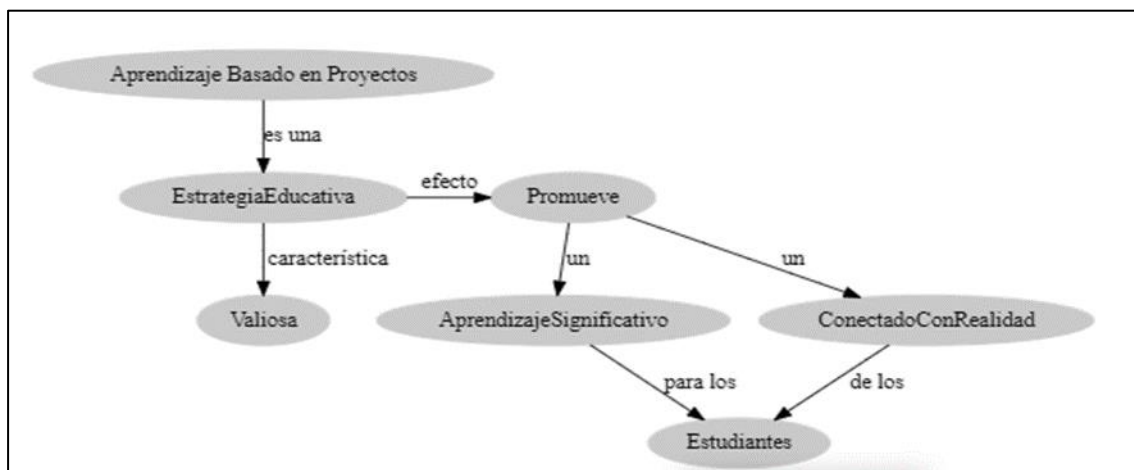 Aprendizaje Basado en Proyectos
es una
EstrategiaEducativa
efecto
Promueve
característica
un
un
Valiosa
AprendizajeSignificativo
ConectadoConRealidad
para los
de los
Estudiantes